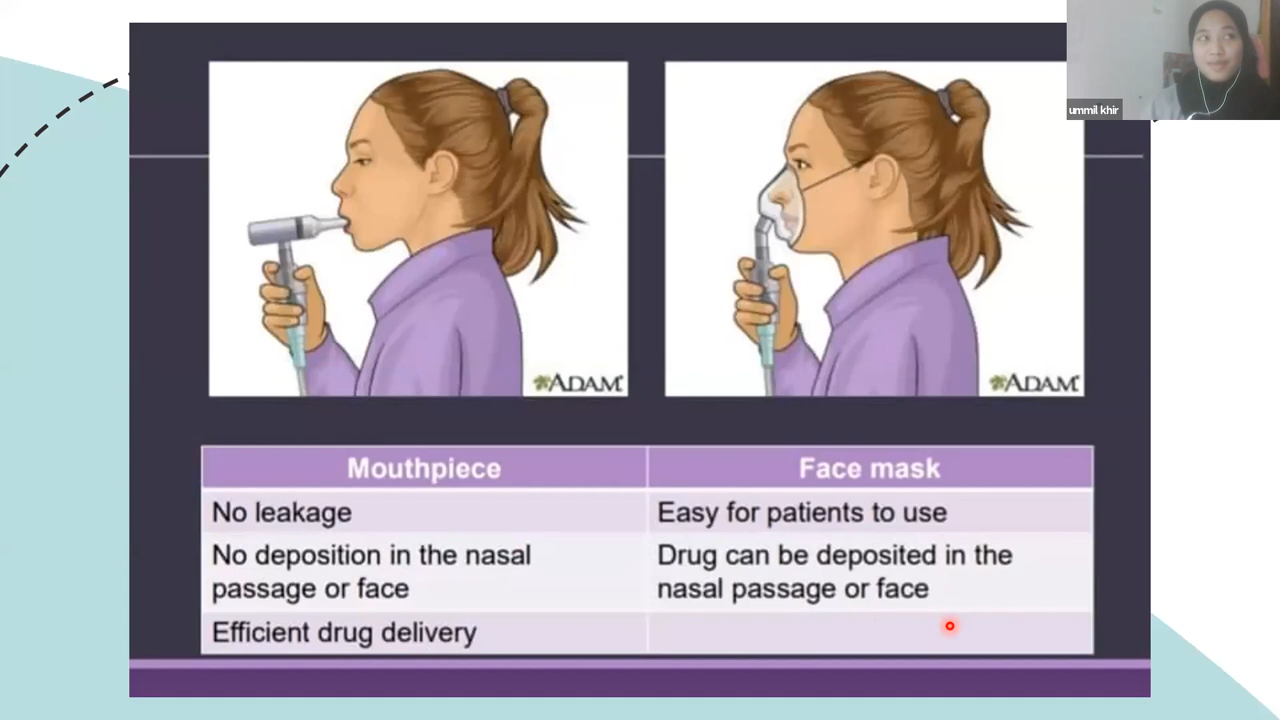 ummil khir
ADAM
ADAM
Mouthpiece
Face mask
No leakage
Easy for patients to use
No deposition in the nasal
passage or face
Drug can be deposited in the
nasal passage or face
Efficient drug delivery